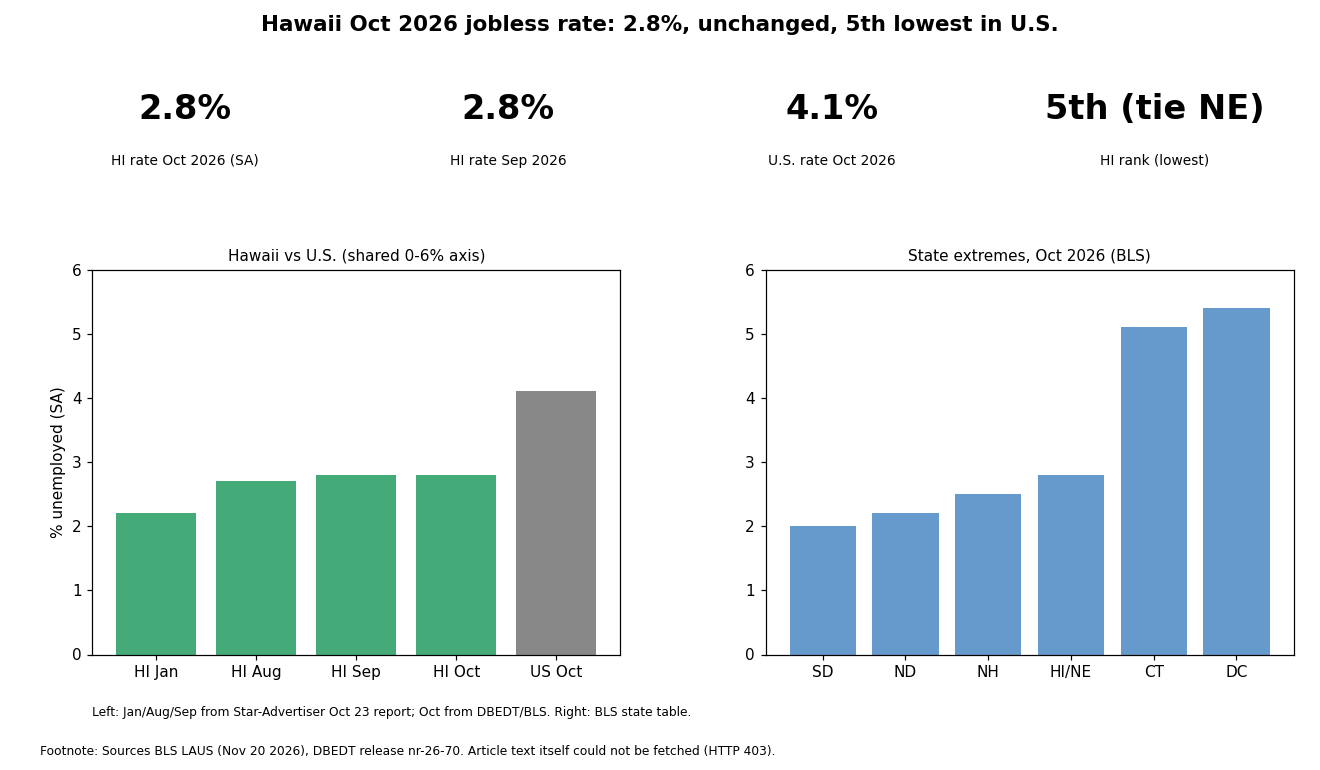 Hawaii Oct 2026 jobless rate: 2.8%, unchanged, 5th lowest in U.S.
2.8%
HI rate Oct 2026 (SA)
2.8%
HI rate Sep 2026
4.1%
U.S. rate Oct 2026
5th (tie NE)
HI rank (lowest)
Hawaii vs U.S. (shared 0-6% axis)
% unemployed (SA)
6
5
4
3
2
1
0
HI Jan
HI Aug
HI Sep
HI Oct
US Oct
State extremes, Oct 2026 (BLS)
6
5
4
3
2
1
0
SD
ND
NH
HI/NE
CT
DC
Left: Jan/Aug/Sep from Star-Advertiser Oct 23 report; Oct from DBEDT/BLS. Right: BLS state table.
Footnote: Sources BLS LAUS (Nov 20 2026), DBEDT release nr-26-70. Article text itself could not be fetched (HTTP 403).